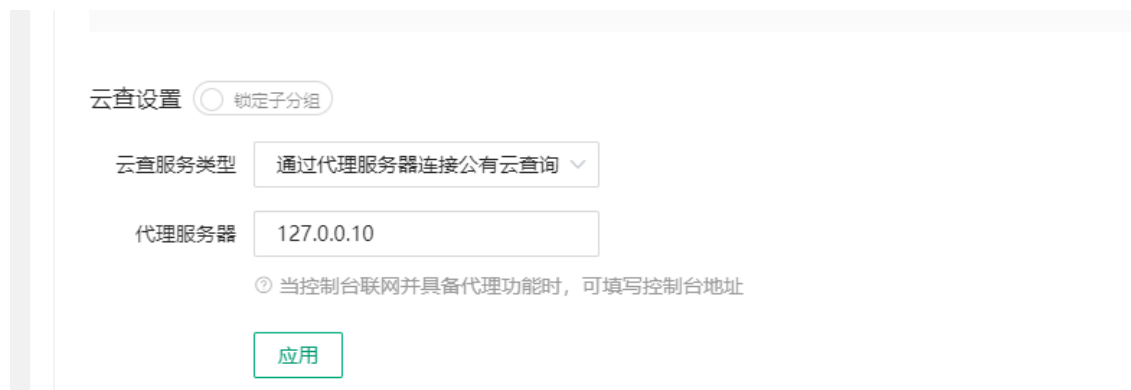 云查设置 锁定子分组
云查服务类型 通过代理服务器连接公有云查询
代理服务器 127.0.0.10
当控制台联网并具备代理功能时，可填写控制台地址
应用